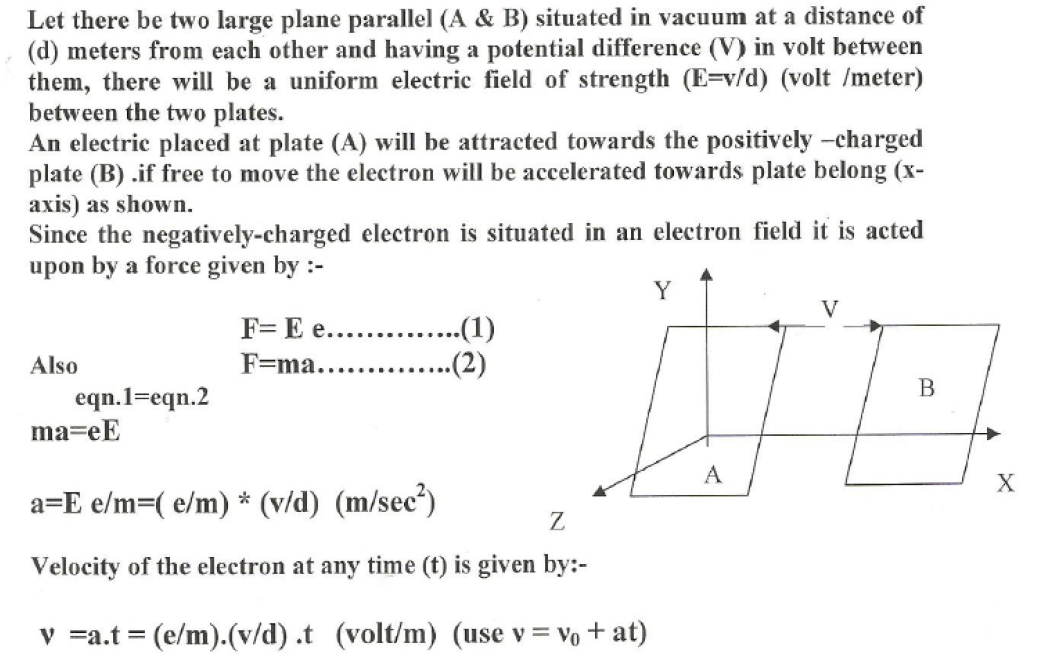 Let there be two large plane parallel (A & B) situated in vacuum at a distance of
(d) meters from each other and having a potential difference (V) in volt between
them, there will be a uniform electric field of strength (E=v/d) (volt /meter)
between the two plates.
An electric placed at plate (A) will be attracted towards the positively –charged
plate (B) .if free to move the electron will be accelerated towards plate belong (x-
axis) as shown.
Since the negatively-charged electron is situated in an electron field it is acted
upon by a force given by :-
Y
V
F= E e..............(1)
Also F=ma...............(2)
B
eqn.1=eqn.2
ma=eE
A
X
a=E e/m=( e/m) * (v/d) (m/sec²)
Z
Velocity of the electron at any time (t) is given by:-
v =a.t = (e/m).(v/d) .t (volt/m) (use v = v₀ + at)